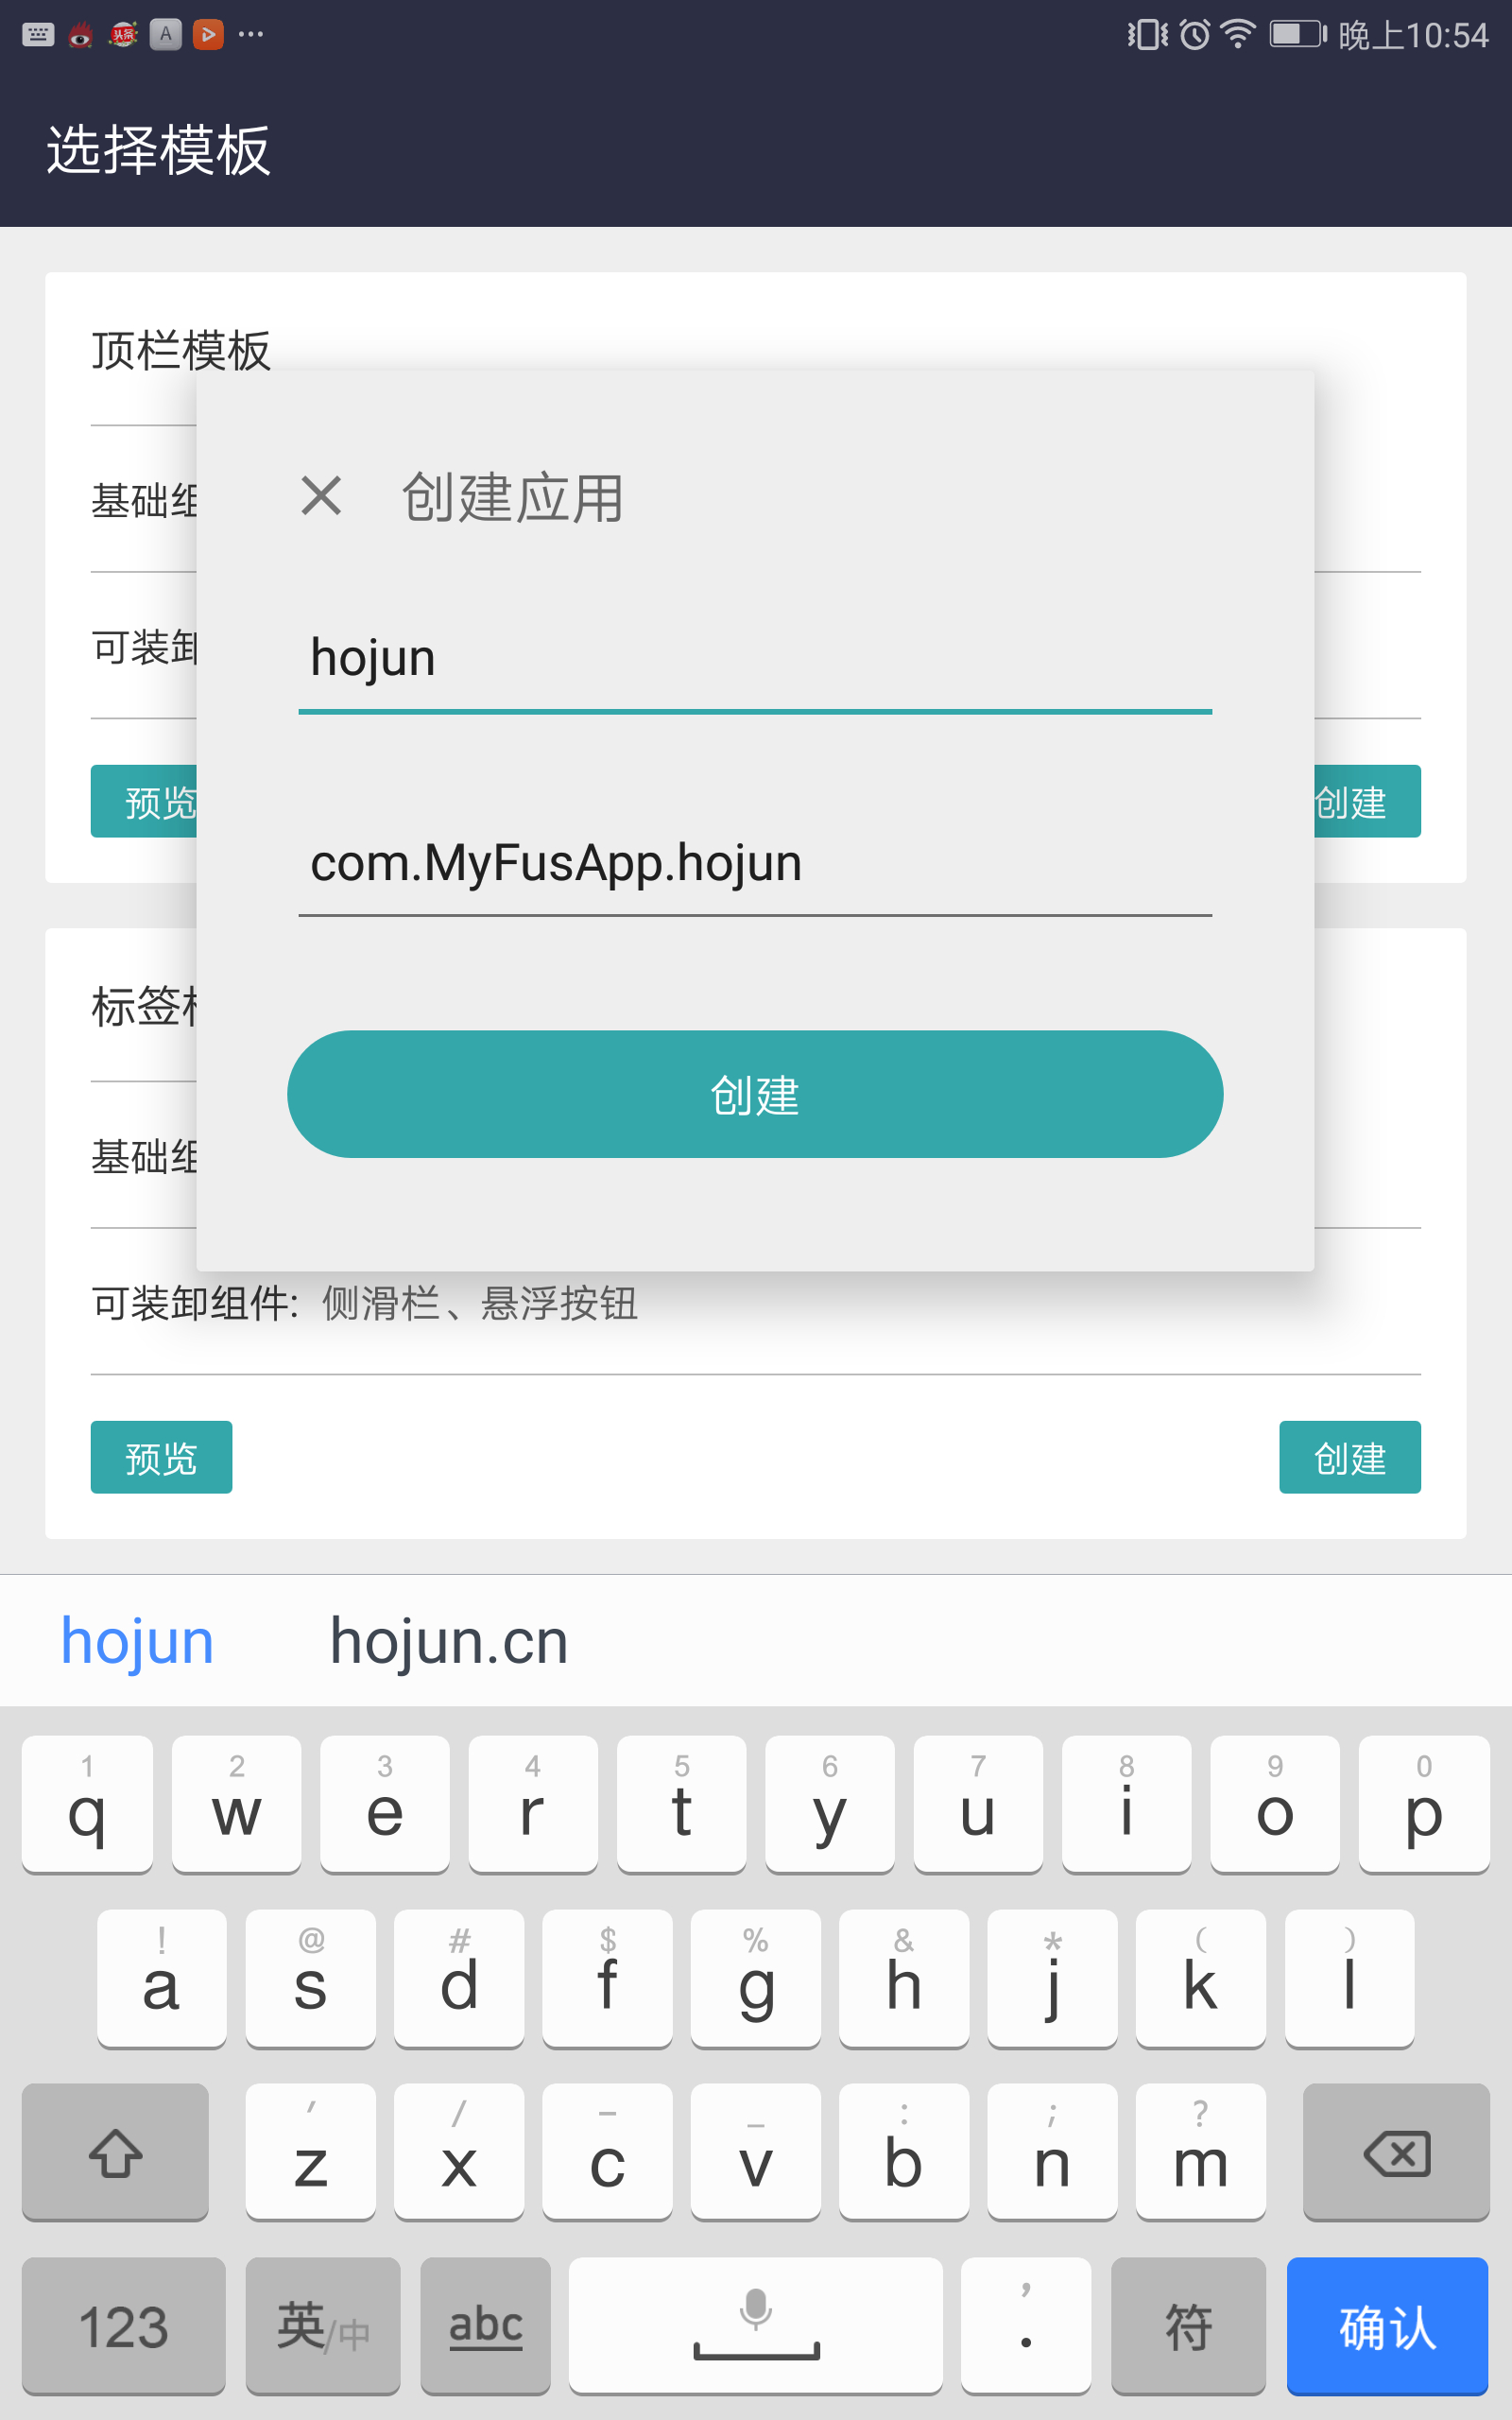 晚上10:54
选择模板
顶栏模板
基础组
可装卸
预览
创建
创建应用
hojun
com.MyFusApp.hojun
创建
标签
基础组
可装卸组件: 侧滑栏、悬浮按钮
预览
创建
hojun hojun.cn
1 2 3 4 5 6 7 8 9 0
q w e r t y u i o p
! @ # $ % & * ( )
a s d f g h j k l
' / - _ : ; ?
z x c v b n m
123 英/中 abc , . 符 确认